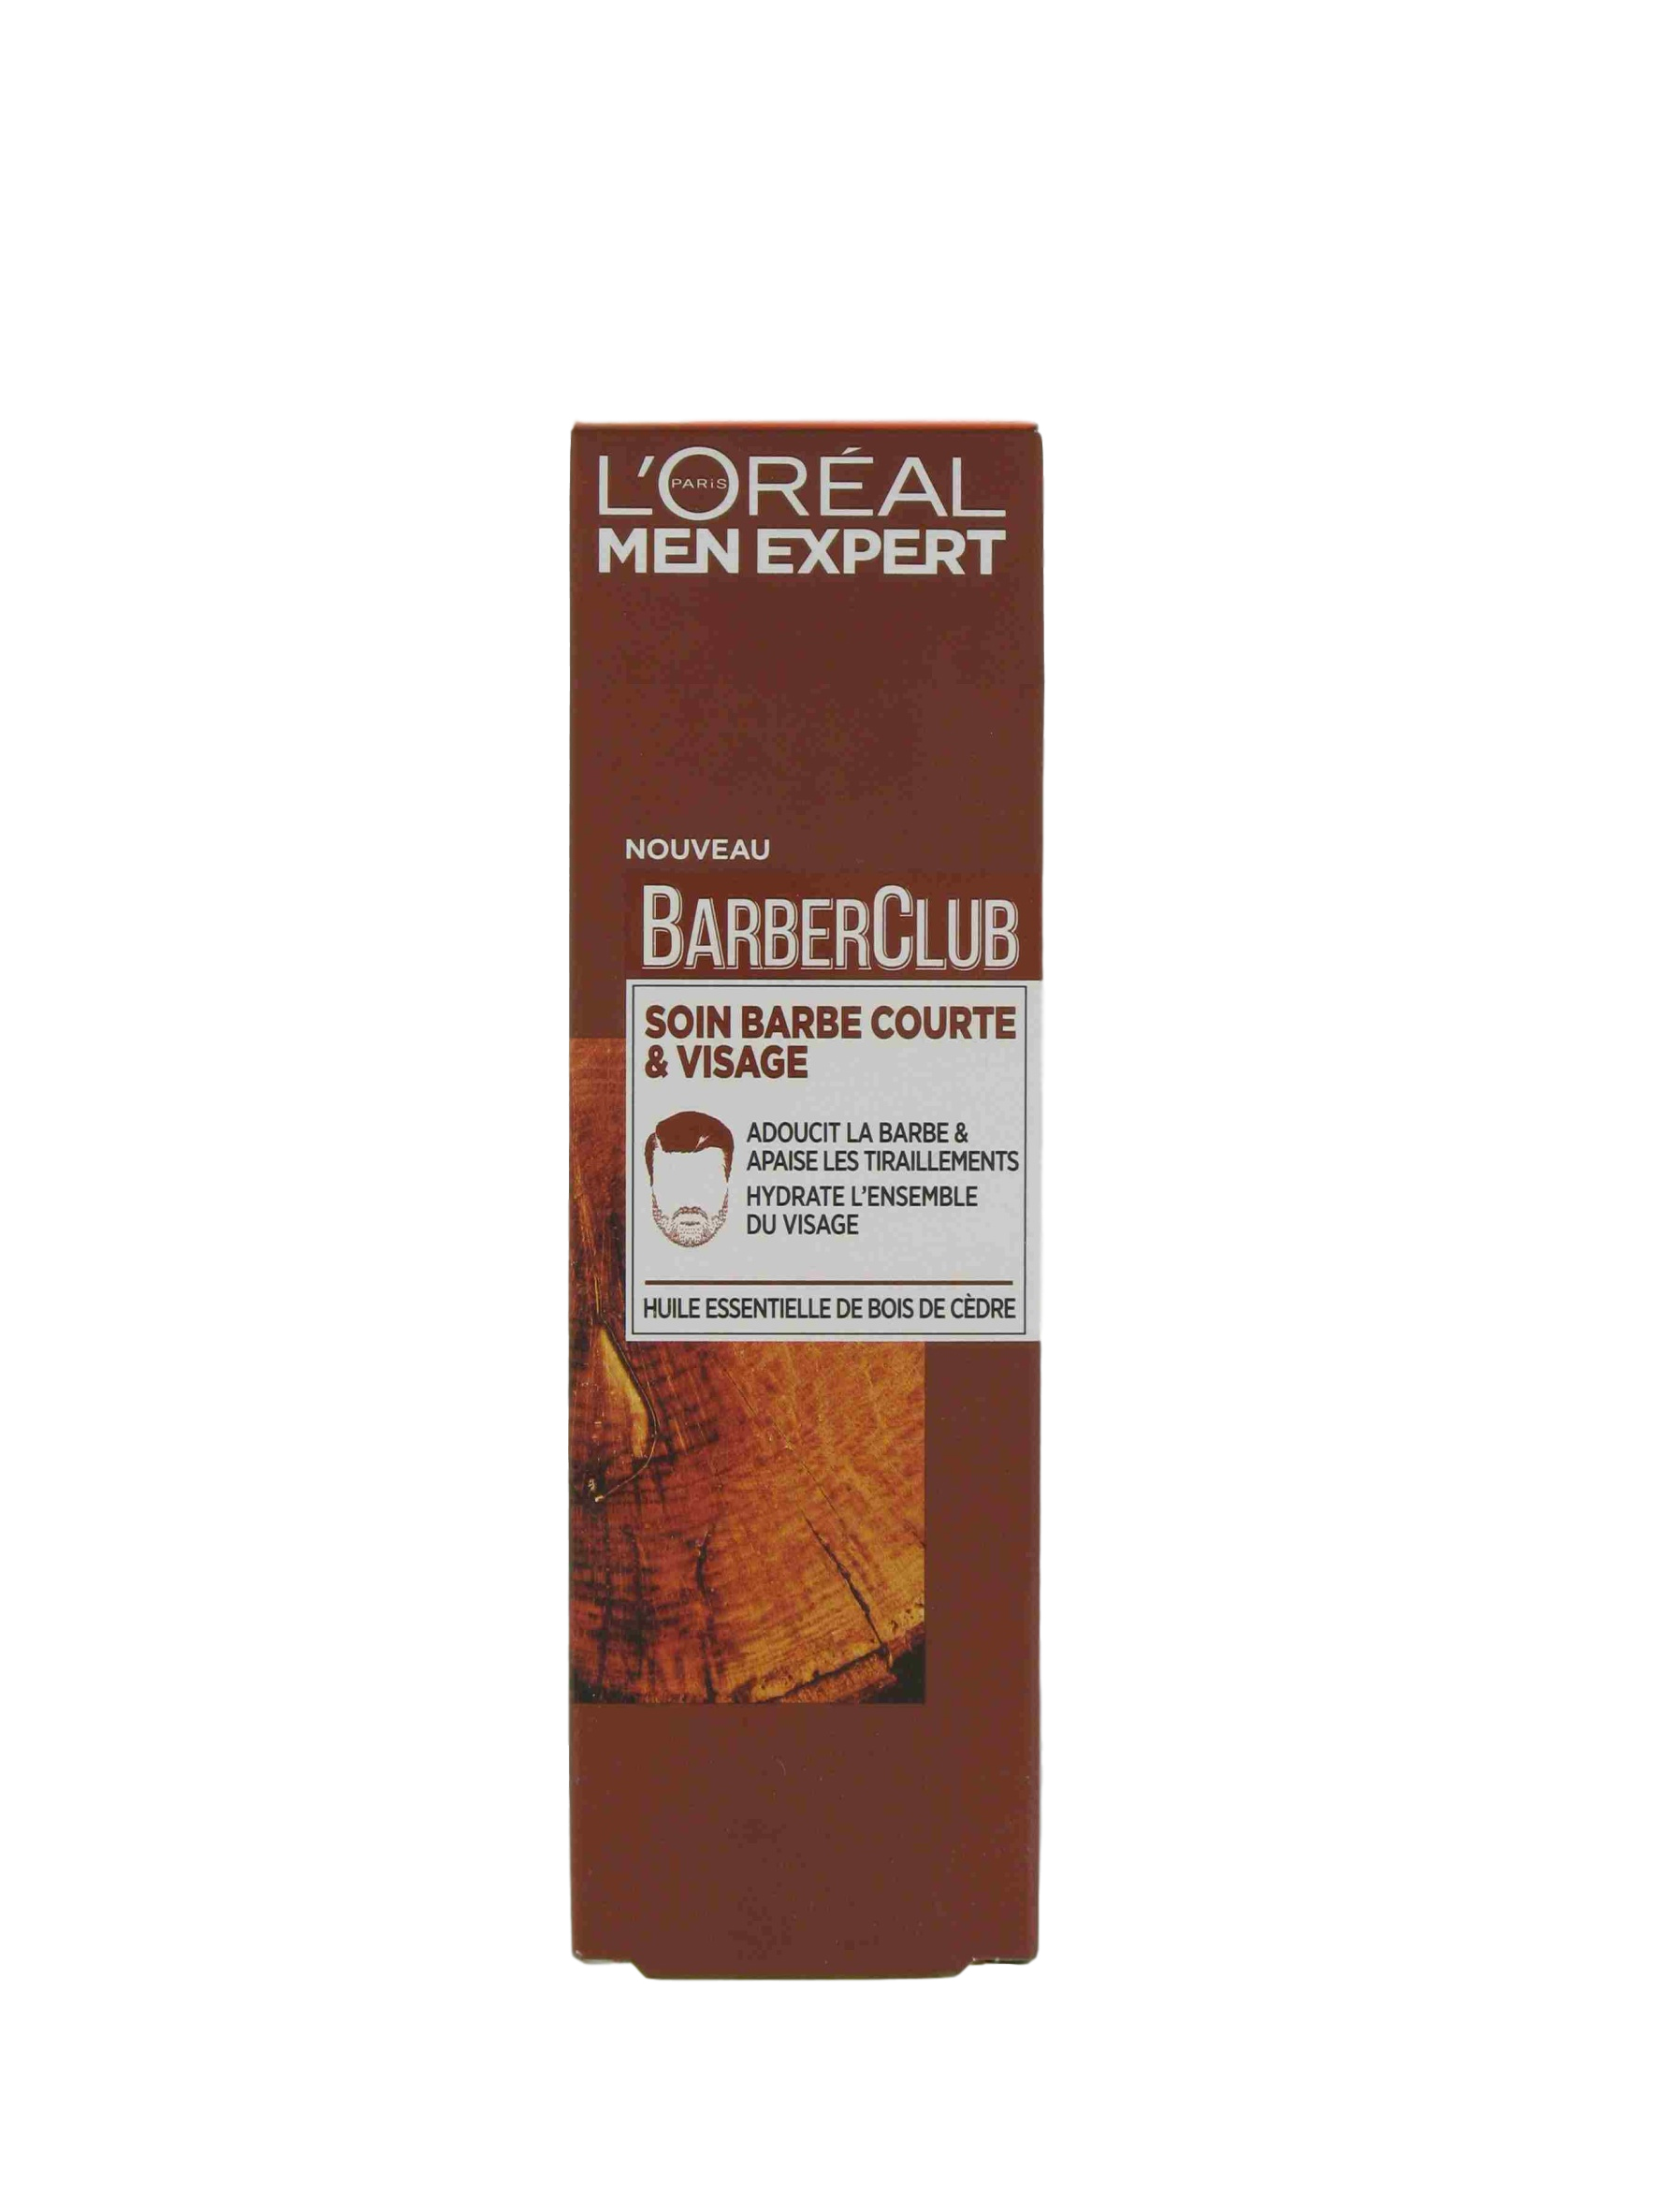 L'ORÉAL
PARIS
MEN EXPERT
NOUVEAU
BARBERCLUB
SOIN BARBE COURTE
& VISAGE
ADOUCIT LA BARBE &
APAISE LES TIRAILLEMENTS
HYDRATE L'ENSEMBLE
DU VISAGE
HUILE ESSENTIELLE DE BOIS DE CÈDRE